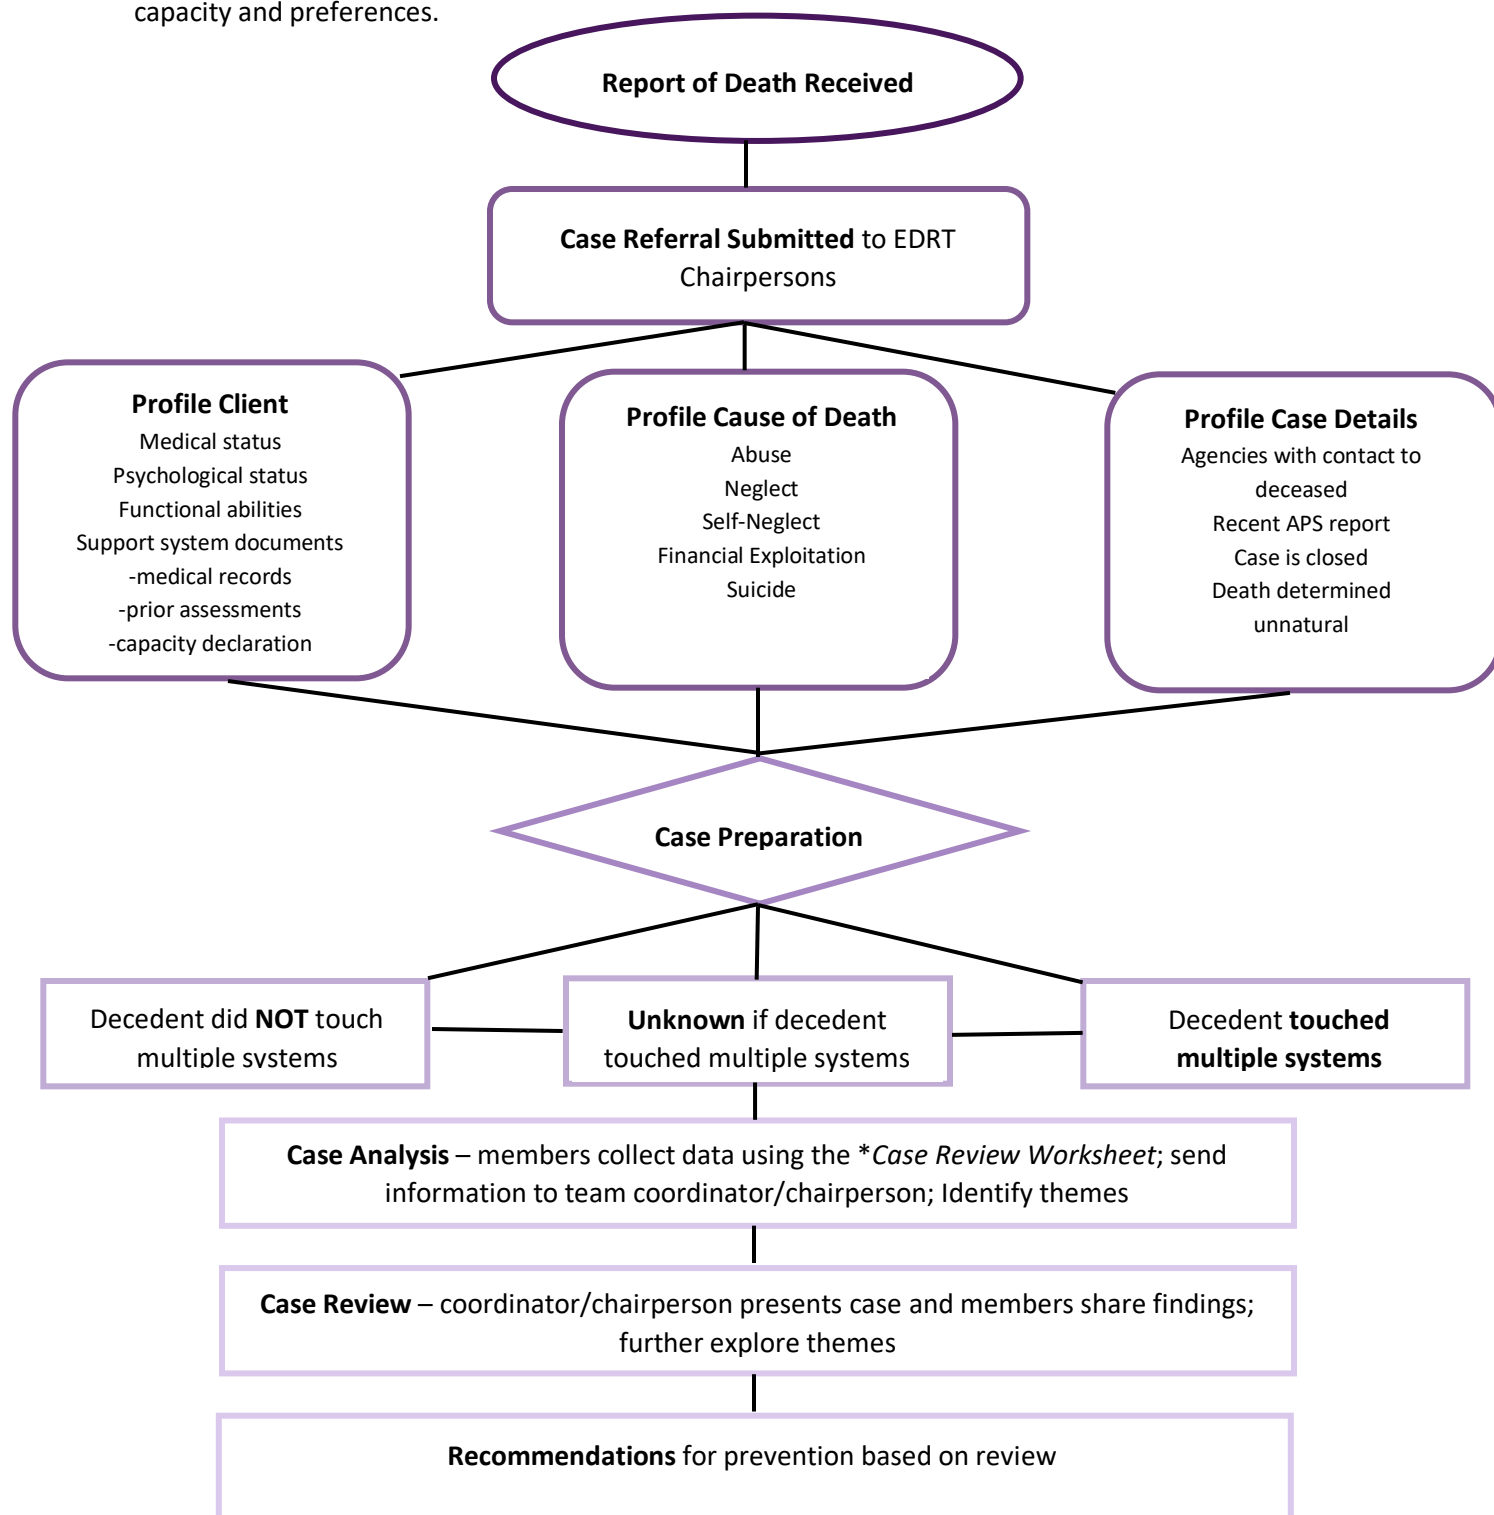 capacity and preferences.
Report of Death Received
Case Referral Submitted to EDRT
Chairpersons
Profile Client
Medical status
Psychological status
Functional abilities
Support system documents
-medical records
-prior assessments
-capacity declaration
Profile Cause of Death
Abuse
Neglect
Self-Neglect
Financial Exploitation
Suicide
Profile Case Details
Agencies with contact to
deceased
Recent APS report
Case is closed
Death determined
unnatural
Case Preparation
Decedent did NOT touch
multiple systems
Unknown if decedent
touched multiple systems
Decedent touched
multiple systems
Case Analysis – members collect data using the *Case Review Worksheet; send
information to team coordinator/chairperson; Identify themes
Case Review – coordinator/chairperson presents case and members share findings;
further explore themes
Recommendations for prevention based on review